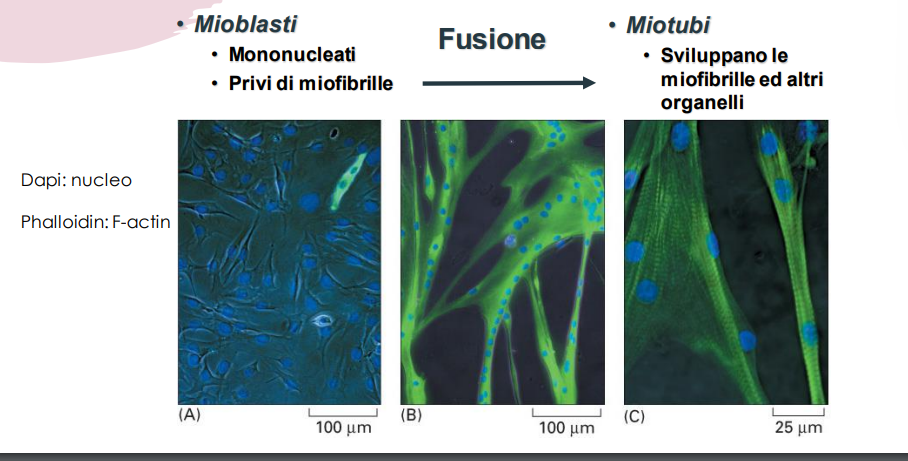 • Mioblasti
• Mononucleati
• Privi di miofibrille
Fusione
• Miotubi
• Sviluppano le
miofibrille ed altri
organelli
Dapi: nucleo
Phalloidin: F-actin
(A)
100 µm
(B)
100 µm
(C)
25 µm